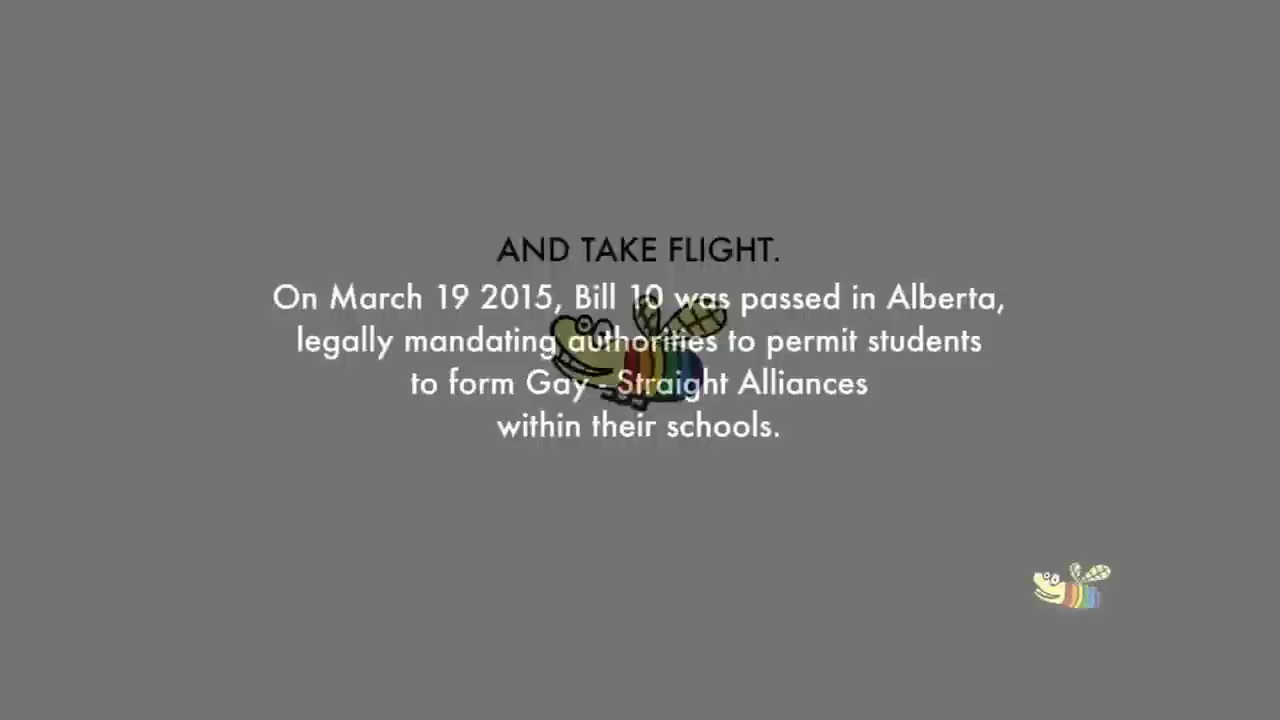 AND TAKE FLIGHT.
On March 19 2015, Bill 10 was passed in Alberta,
legally mandating authorities to permit students
to form Gay - Straight Alliances
within their schools.